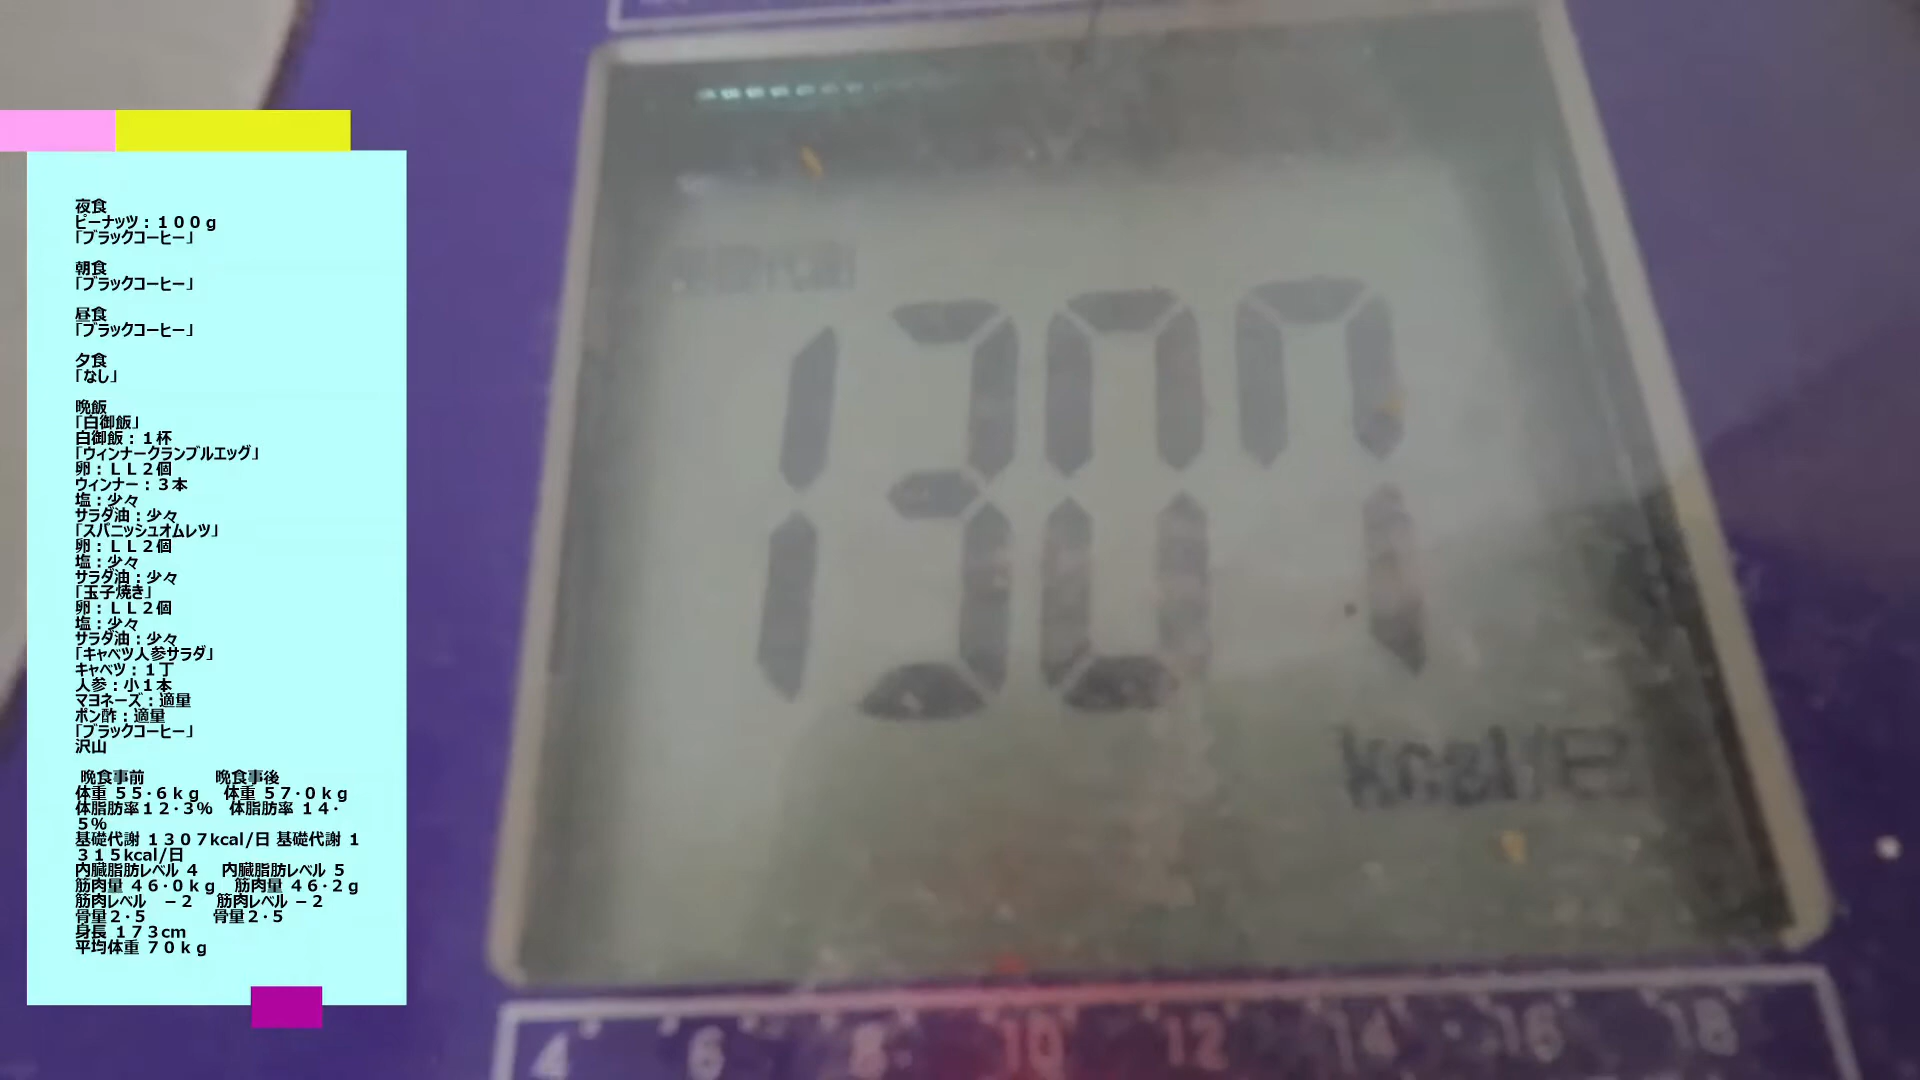 夜食
ピーナッツ：１００ｇ
「ブラックコーヒー」
朝食
「ブラックコーヒー」
昼食
「ブラックコーヒー」
夕食
「なし」
晩飯
「白御飯」
白御飯：１杯
「ウィンナークランブルエッグ」
卵：ＬＬ２個
ウィンナー：３本
塩：少々
サラダ油：少々
「スパニッシュオムレツ」
卵：ＬＬ２個
塩：少々
サラダ油：少々
「玉子焼き」
卵：ＬＬ２個
塩：少々
サラダ油：少々
「キャベツ人参サラダ」
キャベツ：１丁
人参：小１本
マヨネーズ：適量
ポン酢：適量
「ブラックコーヒー」
沢山
晩食事前　晩食事後
体重 ５５・６ｋｇ　体重 ５７・０ｋｇ
体脂肪率１２・３％　体脂肪率 １４・
５％
基礎代謝 １３０７kcal/日 基礎代謝 １
３１５kcal/日
内臓脂肪レベル ４　内臓脂肪レベル ５
筋肉量 ４６・０ｋｇ　筋肉量 ４６・２ｇ
筋肉レベル　－２　筋肉レベル －２
骨量２・５　骨量２・５
身長 １７３cm
平均体重 ７０ｋｇ
基礎代謝
1307
kcal/日
4 6 8 10 12 14 16 18